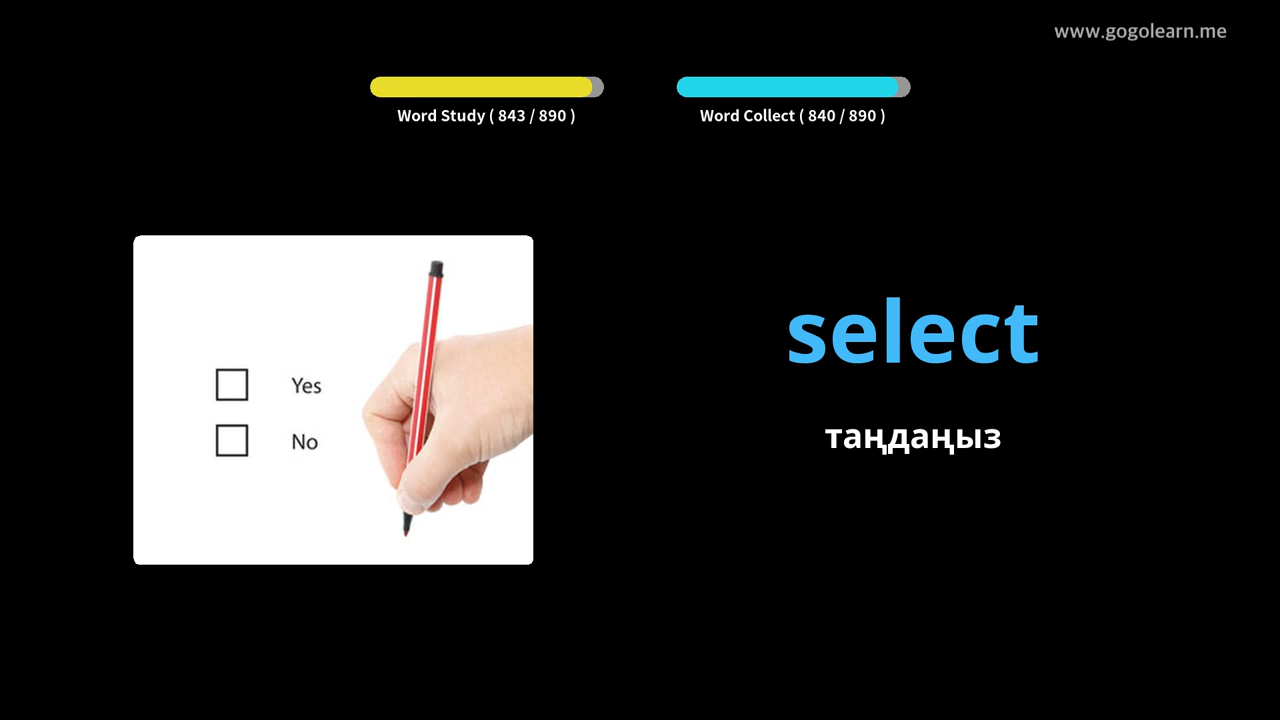 www.gogolearn.me
Word Study ( 843 / 890 )
Word Collect ( 840 / 890 )
select
таңдаңыз
Yes
No